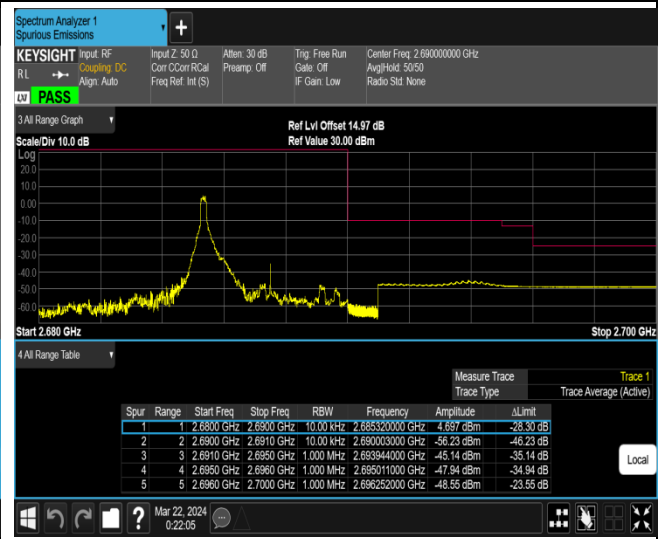 Spectrum Analyzer 1
Spurious Emissions
+
KEYSIGHT Input: RF Input Z: 50 Ω Atten: 30 dB Trig: Free Run Center Freq: 2.690000000 GHz
RL Coupling: DC Corr CCorr RCal Preamp: Off Gate: Off Avg|Hold: 50/50
Align: Auto Freq Ref: Int (S) IF Gain: Low Radio Std: None
LXI PASS
3 All Range Graph
Ref Lvl Offset 14.97 dB
Scale/Div 10.0 dB Ref Value 30.00 dBm
Log
20.0
10.0
0.00
-10.0
-20.0
-30.0
-40.0
-50.0
-60.0
Start 2.680 GHz Stop 2.700 GHz
4 All Range Table
Measure Trace Trace 1
Trace Type Trace Average (Active)
Spur Range Start Freq Stop Freq RBW Frequency Amplitude ΔLimit
1 1 2.6800 GHz 2.6900 GHz 10.00 kHz 2.685320000 GHz 4.697 dBm -28.30 dB
2 2 2.6900 GHz 2.6910 GHz 10.00 kHz 2.690003000 GHz -56.23 dBm -46.23 dB
3 3 2.6910 GHz 2.6950 GHz 1.000 MHz 2.693944000 GHz -45.14 dBm -35.14 dB
4 4 2.6950 GHz 2.6960 GHz 1.000 MHz 2.695011000 GHz -47.94 dBm -34.94 dB
5 5 2.6960 GHz 2.7000 GHz 1.000 MHz 2.696252000 GHz -48.55 dBm -23.55 dB
Local
? Mar 22, 2024
0:22:05